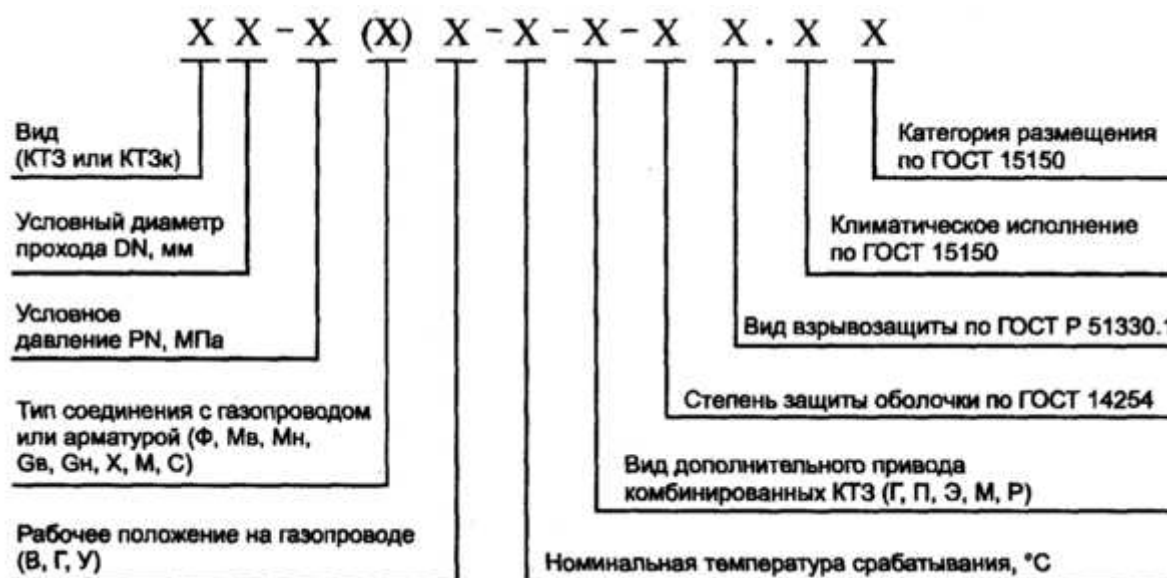 X X - X (X) X - X - X - X X . X X
Вид
(КТЗ или КТЗк)
Условный диаметр
прохода DN, мм
Условное
давление PN, МПа
Тип соединения с газопроводом
или арматурой (Ф, Мв, Мн,
Gв, Gн, Х, М, С)
Рабочее положение на газопроводе
(В, Г, У)
Категория размещения
по ГОСТ 15150
Климатическое исполнение
по ГОСТ 15150
Вид взрывозащиты по ГОСТ Р 51330.1
Степень защиты оболочки по ГОСТ 14254
Вид дополнительного привода
комбинированных КТЗ (Г, П, Э, М, Р)
Номинальная температура срабатывания, °С